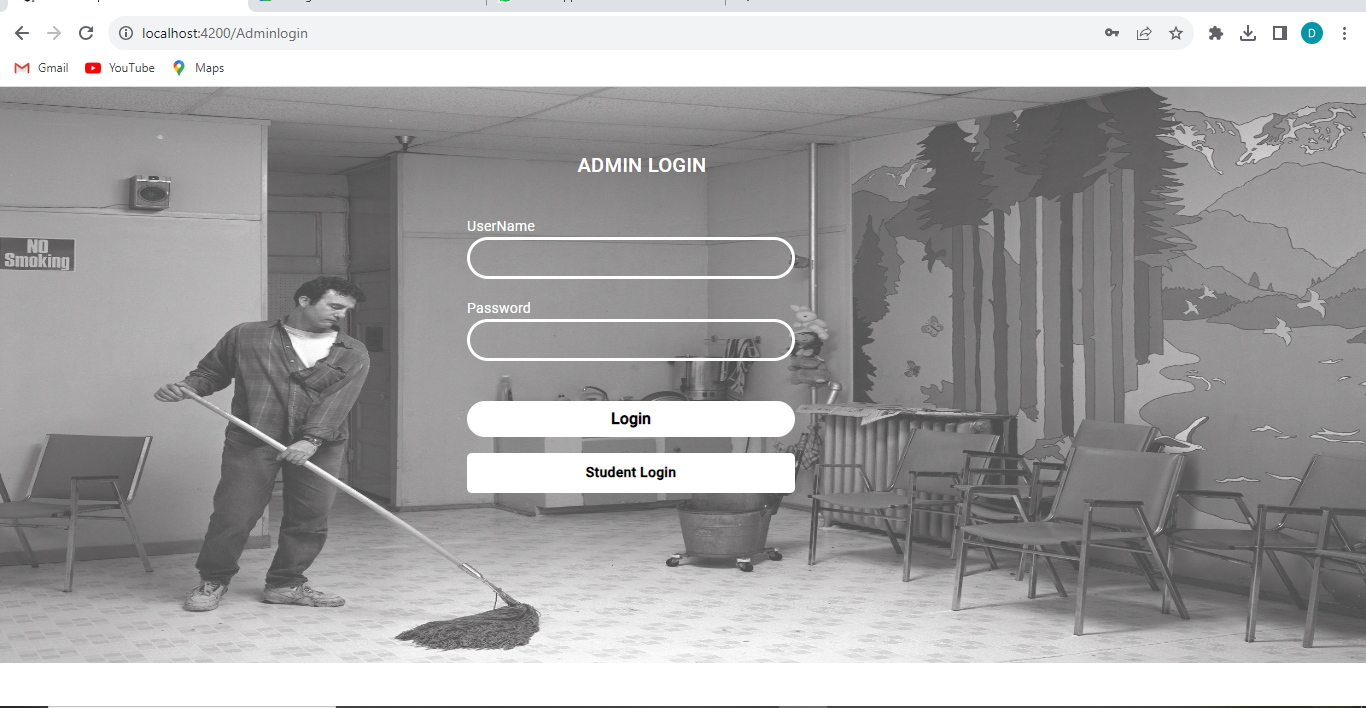 localhost:4200/Adminlogin
D
Gmail
YouTube
Maps
ADMIN LOGIN
UserName
NO
Smoking
Password
Login
Student Login